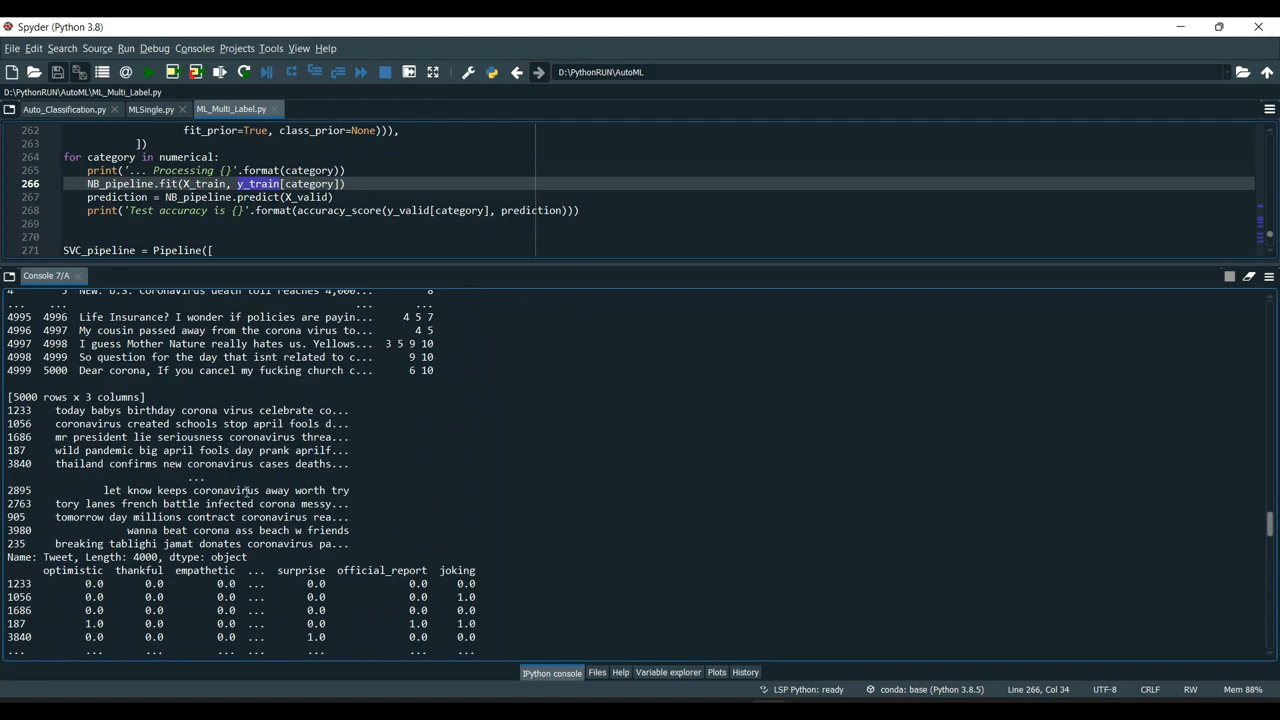 Spyder (Python 3.8)
File Edit Search Source Run Debug Consoles Projects Tools View Help
D:\PythonRUN\AutoML
D:\PythonRUN\AutoML\ML_Multi_Label.py
Auto_Classification.py MLSingle.py ML_Multi_Label.py
262 fit_prior=True, class_prior=None))),
263 ])
264 for category in numerical:
265 print('... Processing {}'.format(category))
266 NB_pipeline.fit(X_train, y_train[category])
267 prediction = NB_pipeline.predict(X_valid)
268 print('Test accuracy is {}'.format(accuracy_score(y_valid[category], prediction)))
269
270
271 SVC_pipeline = Pipeline([
Console 7/A
4 5 NEW: U.S. Coronavirus death toll reaches 4,000... 8
... ... ... ...
4995 4996 Life Insurance? I wonder if policies are payin... 4 5 7
4996 4997 My cousin passed away from the corona virus to... 4 5
4997 4998 I guess Mother Nature really hates us. Yellows... 3 5 9 10
4998 4999 So question for the day that isnt related to c... 9 10
4999 5000 Dear corona, If you cancel my fucking church c... 6 10
[5000 rows x 3 columns]
1233 today babys birthday corona virus celebrate co...
1056 coronavirus created schools stop april fools d...
1686 mr president lie seriousness coronavirus threa...
187 wild pandemic big april fools day prank aprilf...
3840 thailand confirms new coronavirus cases deaths...
...
2895 let know keeps coronavirus away worth try
2763 tory lanes french battle infected corona messy...
905 tomorrow day millions contract coronavirus rea...
3980 wanna beat corona ass beach w friends
235 breaking tablighi jamat donates coronavirus pa...
Name: Tweet, Length: 4000, dtype: object
optimistic thankful empathetic ... surprise official_report joking
1233 0.0 0.0 0.0 ... 0.0 0.0 0.0
1056 0.0 0.0 0.0 ... 0.0 0.0 1.0
1686 0.0 0.0 0.0 ... 0.0 0.0 0.0
187 1.0 0.0 0.0 ... 0.0 1.0 1.0
3840 0.0 0.0 0.0 ... 1.0 0.0 0.0
... ... ... ... ... ... ... ...
IPython console Files Help Variable explorer Plots History
LSP Python: ready conda: base (Python 3.8.5) Line 266, Col 34 UTF-8 CRLF RW Mem 88%